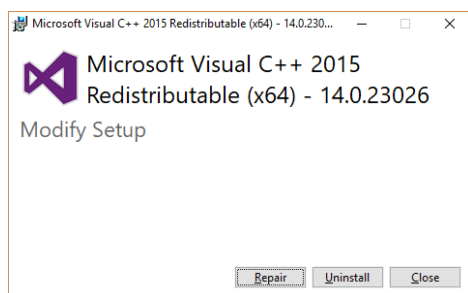 Microsoft Visual C++ 2015 Redistributable (x64) - 14.0.230...
Microsoft Visual C++ 2015
Redistributable (x64) - 14.0.23026
Modify Setup
Repair Uninstall Close